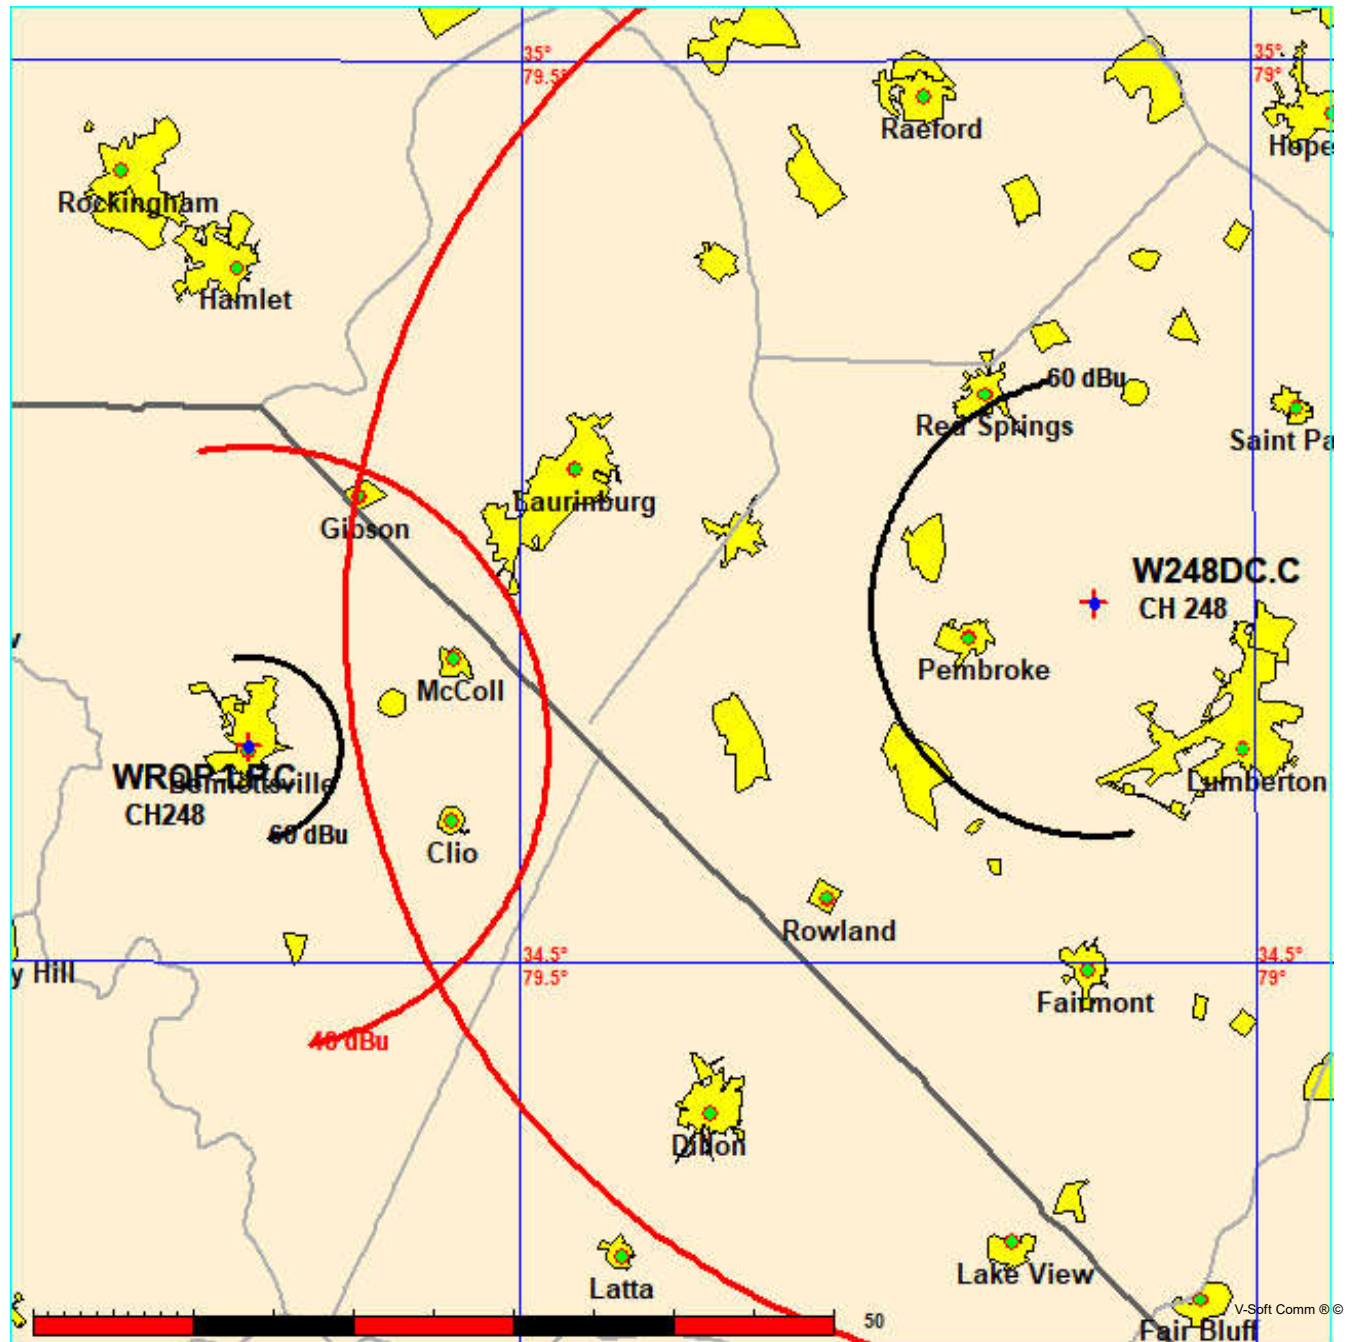 35°
79.5°
35°
79°
Raeford
Hope
Rockingham
Hamlet
60 dBu
Red Springs
Saint Pa
Laurinburg
Gibson
W248DC.C
CH 248
McColl
Pembroke
Lumberton
CH248
60 dBu
Clio
Rowland
34.5°
79.5°
34.5°
79°
y Hill
Fairmont
40 dBu
Dillon
Lake View
Latta
50
V-Soft Comm ® ©
Fair Bluff